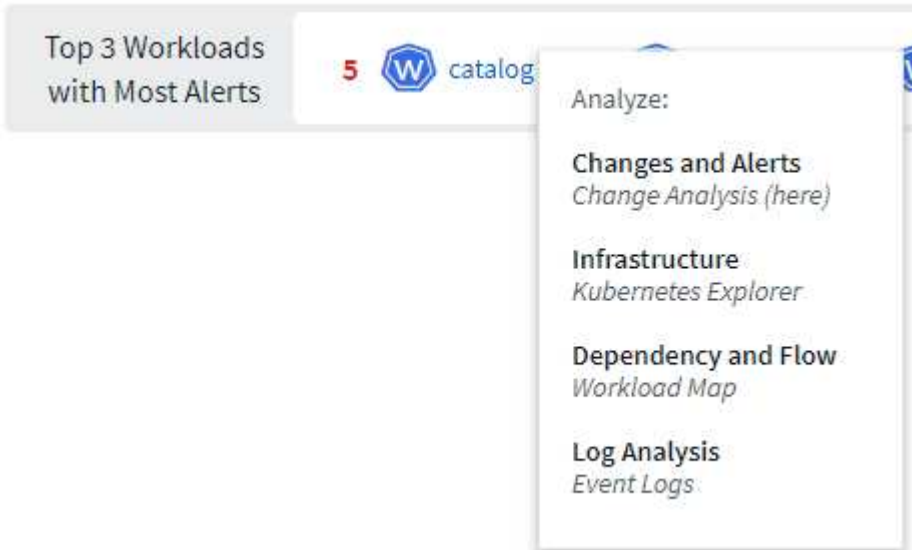 Top 3 Workloads
with Most Alerts
5 W catalog
Analyze:
Changes and Alerts
Change Analysis (here)
Infrastructure
Kubernetes Explorer
Dependency and Flow
Workload Map
Log Analysis
Event Logs